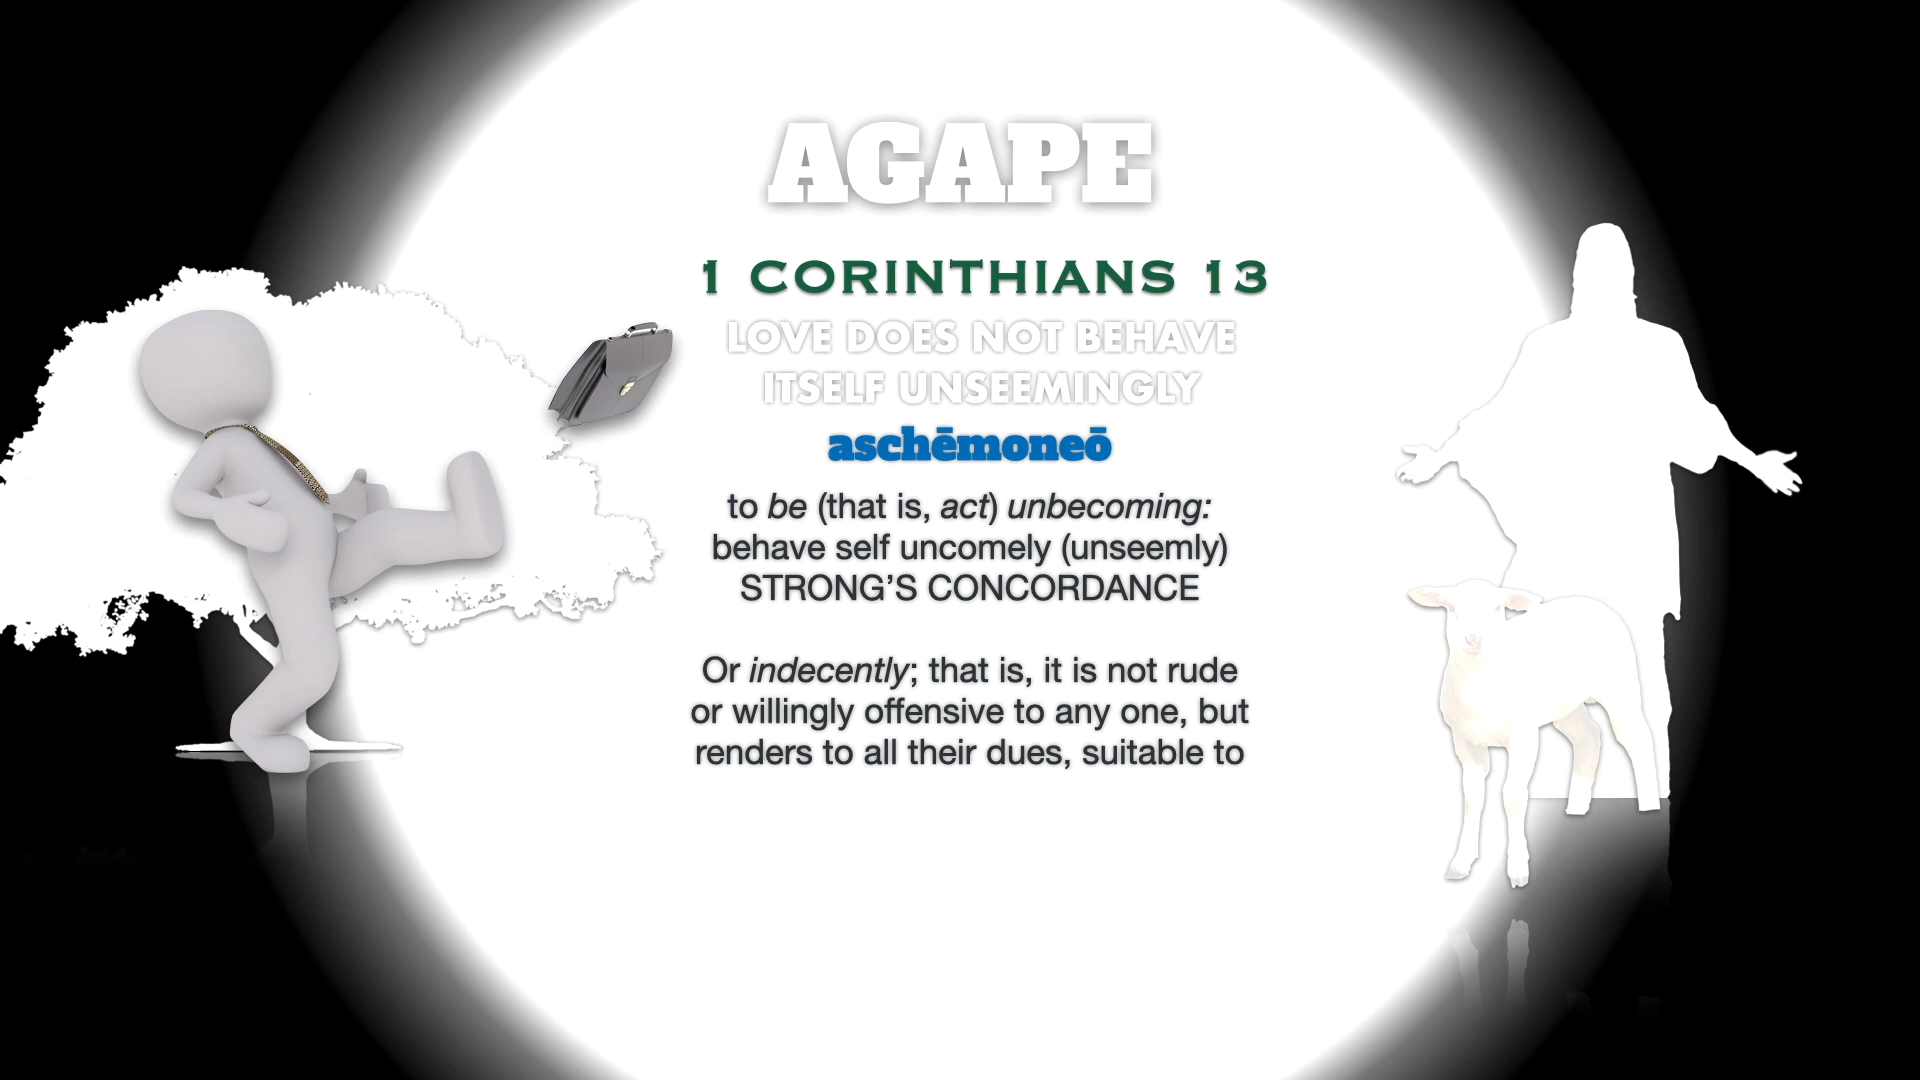 AGAPE
1 CORINTHIANS 13
LOVE DOES NOT BEHAVE
ITSELF UNSEEMINGLY
aschēmoneō
to be (that is, act) unbecoming:
behave self uncomely (unseemly)
STRONG’S CONCORDANCE
Or indecently; that is, it is not rude
or willingly offensive to any one, but
renders to all their dues, suitable to